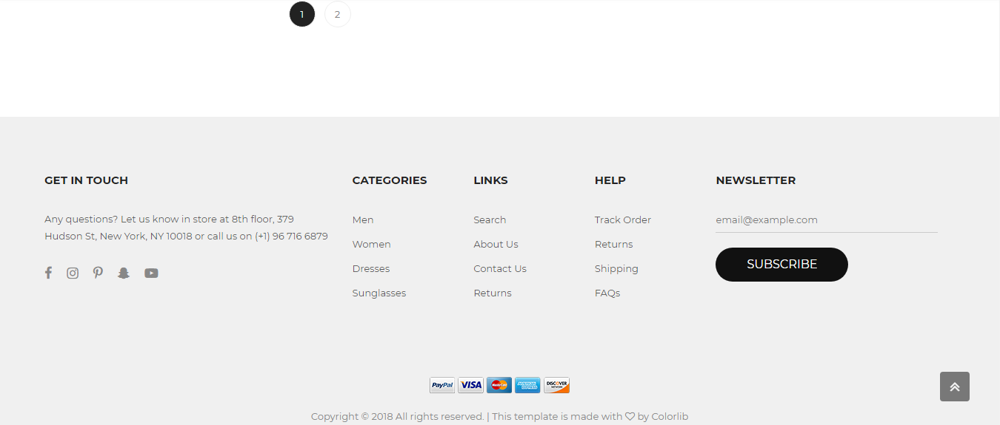 1 2
GET IN TOUCH
Any questions? Let us know in store at 8th floor, 379
Hudson St, New York, NY 10018 or call us on (+1) 96 716 6879
CATEGORIES
Men
Women
Dresses
Sunglasses
LINKS
Search
About Us
Contact Us
Returns
HELP
Track Order
Returns
Shipping
FAQs
NEWSLETTER
email@example.com
SUBSCRIBE
PayPal VISA MasterCard AMERICAN EXPRESS DISCOVER NETWORK
Copyright © 2018 All rights reserved. | This template is made with ♡ by Colorlib